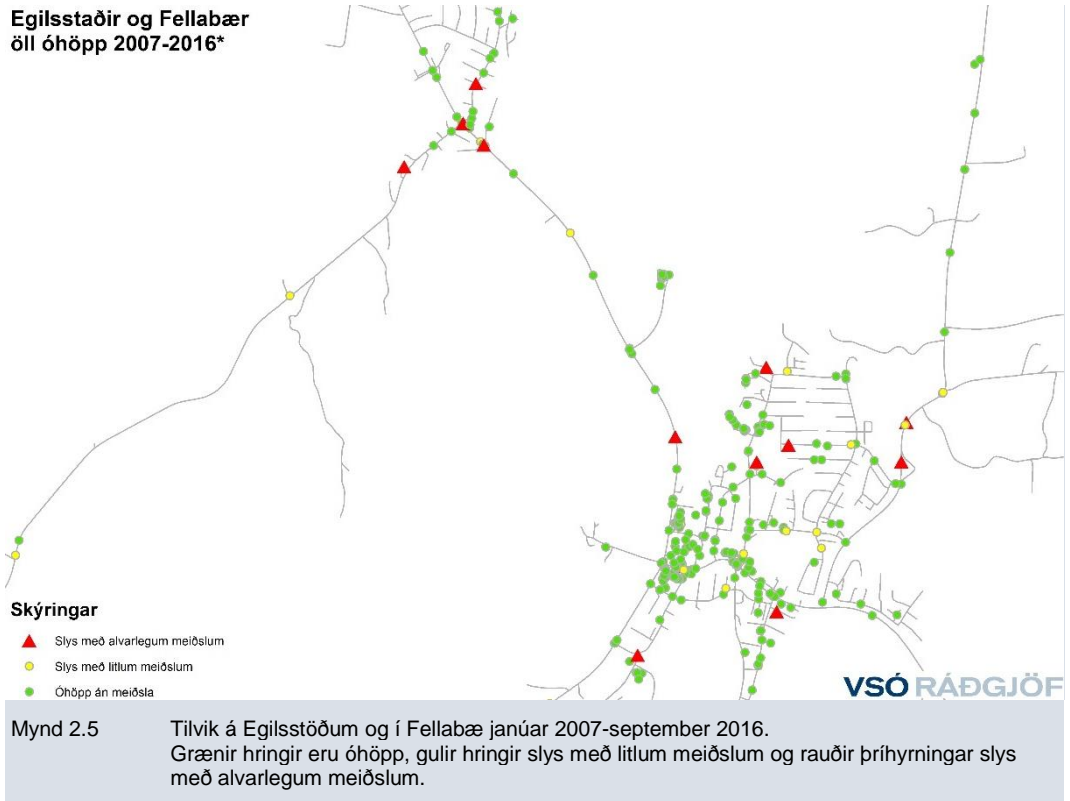 Egilsstaðir og Fellabær
öll óhöpp 2007-2016*
Skýringar
Slys með alvarlegum meiðslum
Slys með litlum meiðslum
Óhöpp án meiðsla
VSÓ RÁÐGJÖF
Mynd 2.5 Tilvik á Egilsstöðum og í Fellabæ janúar 2007-september 2016.
Grænir hringir eru óhöpp, gulir hringir slys með litlum meiðslum og rauðir þríhyrningar slys
með alvarlegum meiðslum.